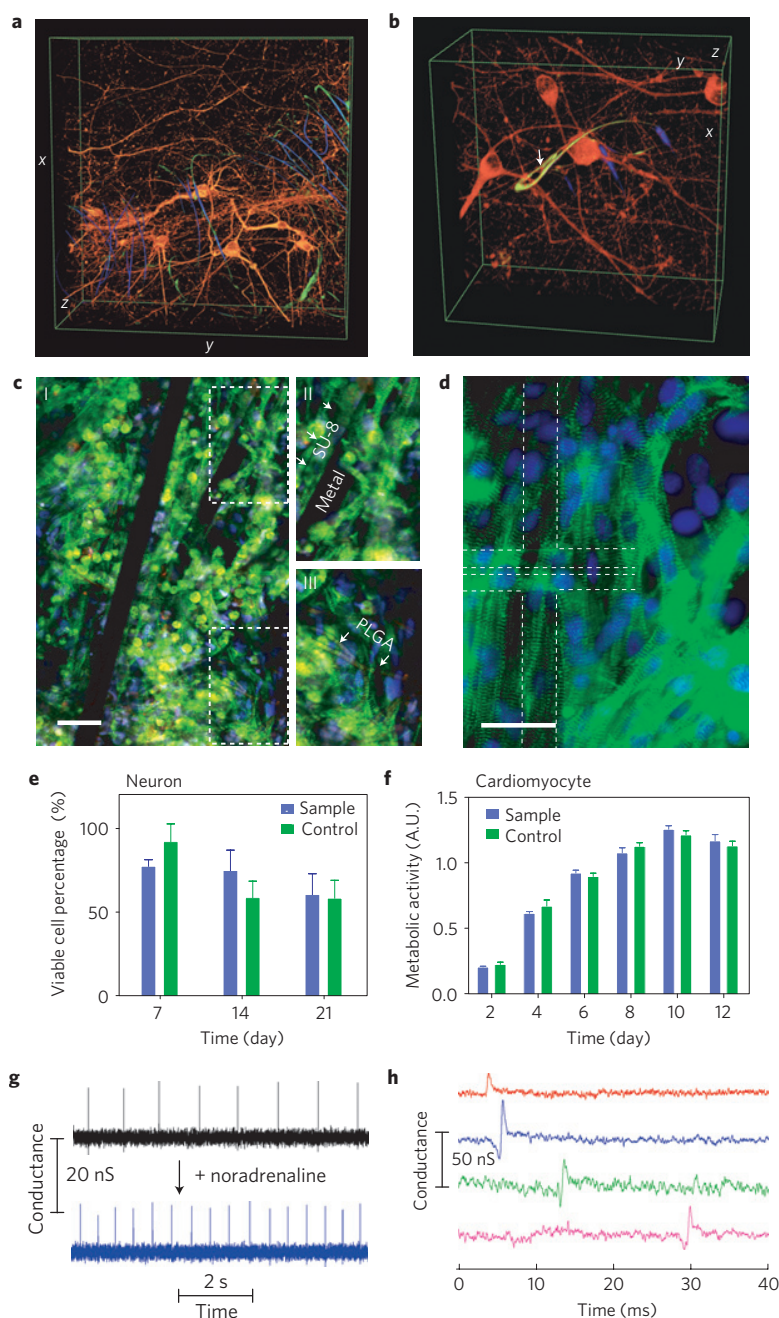 a
x
z
y
b
z
y
x
c
I
II
SU-8
Metal
III
PLGA
d
e
Neuron
Sample
Control
Viable cell percentage (%)
100
50
0
7 14 21
Time (day)
f
Cardiomyocyte
Sample
Control
Metabolic activity (A.U.)
1.5
1.0
0.5
0.0
2 4 6 8 10 12
Time (day)
g
Conductance
20 nS
+ noradrenaline
2 s
Time
h
Conductance
50 nS
0 10 20 30 40
Time (ms)